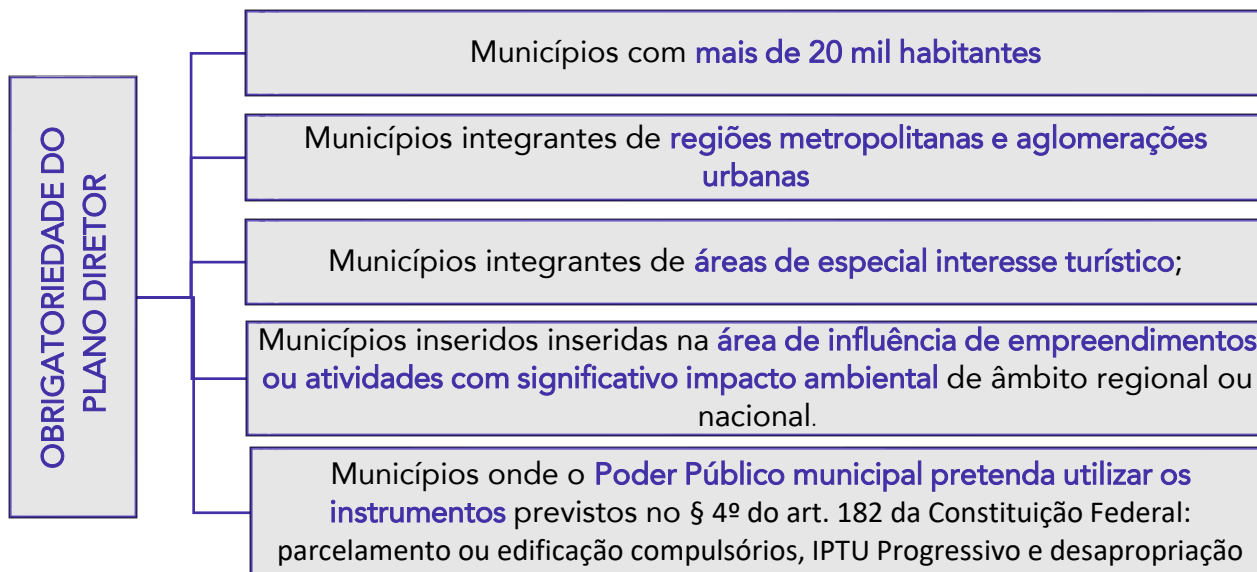 OBRIGATORIEDADE DO
PLANO DIRETOR
Municípios com mais de 20 mil habitantes
Municípios integrantes de regiões metropolitanas e aglomerações
urbanas
Municípios integrantes de áreas de especial interesse turístico;
Municípios inseridos inseridas na área de influência de empreendimentos
ou atividades com significativo impacto ambiental de âmbito regional ou
nacional.
Municípios onde o Poder Público municipal pretenda utilizar os
instrumentos previstos no § 4º do art. 182 da Constituição Federal:
parcelamento ou edificação compulsórios, IPTU Progressivo e desapropriação